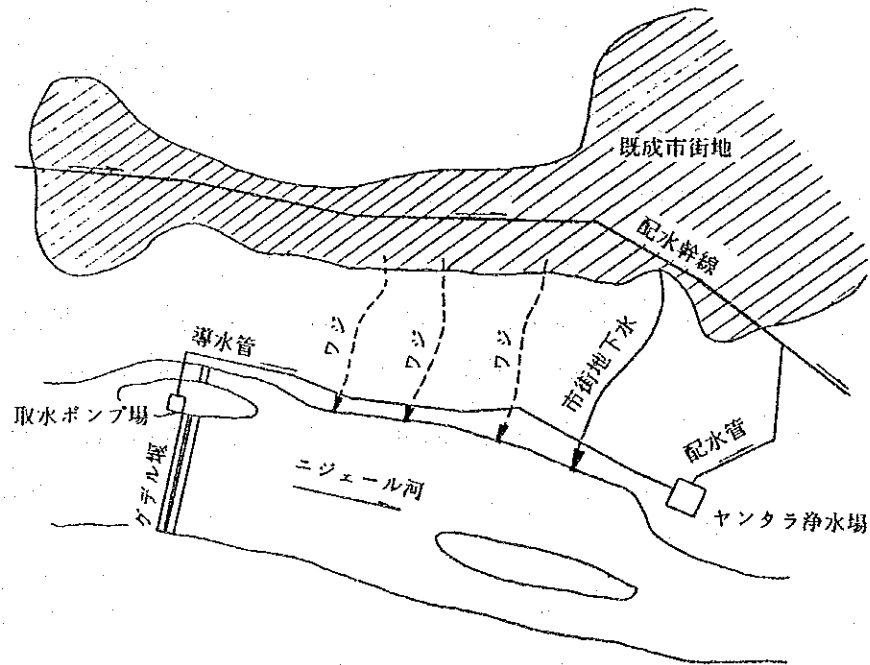 既成市街地
配水幹線
導水管
ワジ
ワジ
ワジ
市街地下水
取水ポンプ場
グデル堰
ニジェール河
配水管
ヤンタラ浄水場